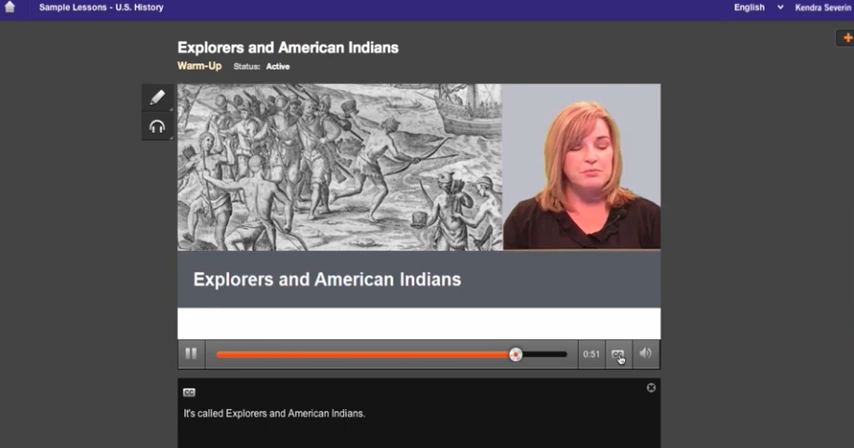 Sample Lessons - U.S. History
English
Kendra Severin
Explorers and American Indians
Warm-Up Status: Active
Explorers and American Indians
0:51
CC
CC
It's called Explorers and American Indians.